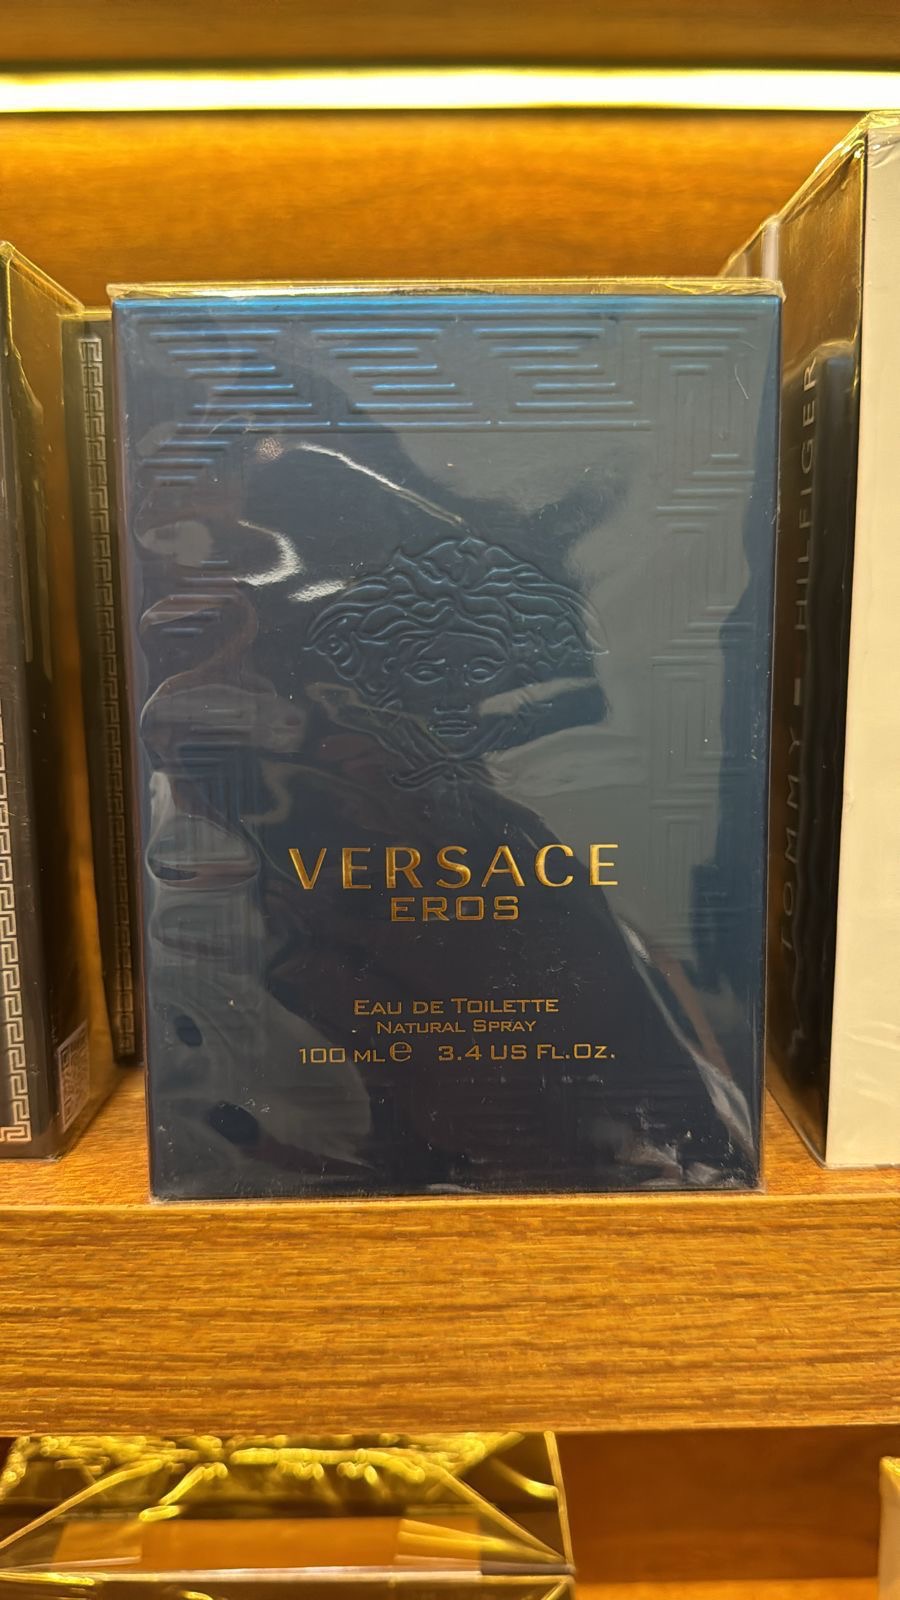 VERSACE
EROS
EAU DE TOILETTE
NATURAL SPRAY
100 ML ℮ 3.4 US FL.OZ.
TOMMY HILFIGER